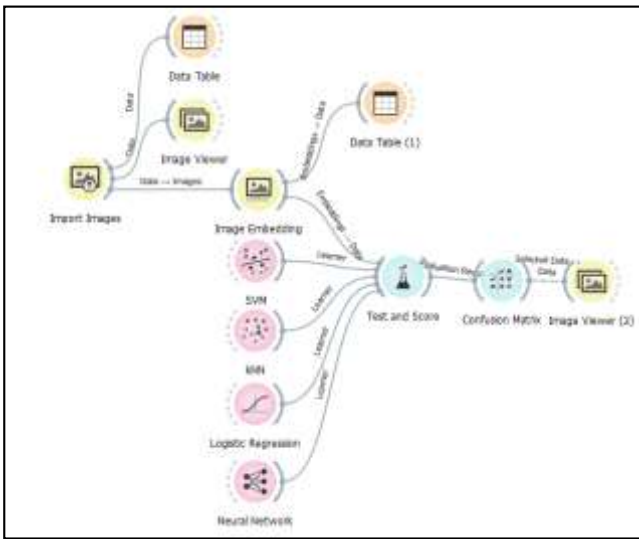 Data Table
Data
Data
Image Viewer
Data Table (1)
Embeddings → Data
Import Images
Data → Images
Image Embedding
Embeddings → Data
Learner
SVM
Learner
kNN
Learner
Logistic Regression
Learner
Neural Network
Test and Score
Evaluation
Confusion Matrix
Selected Data
Data
Image Viewer (2)